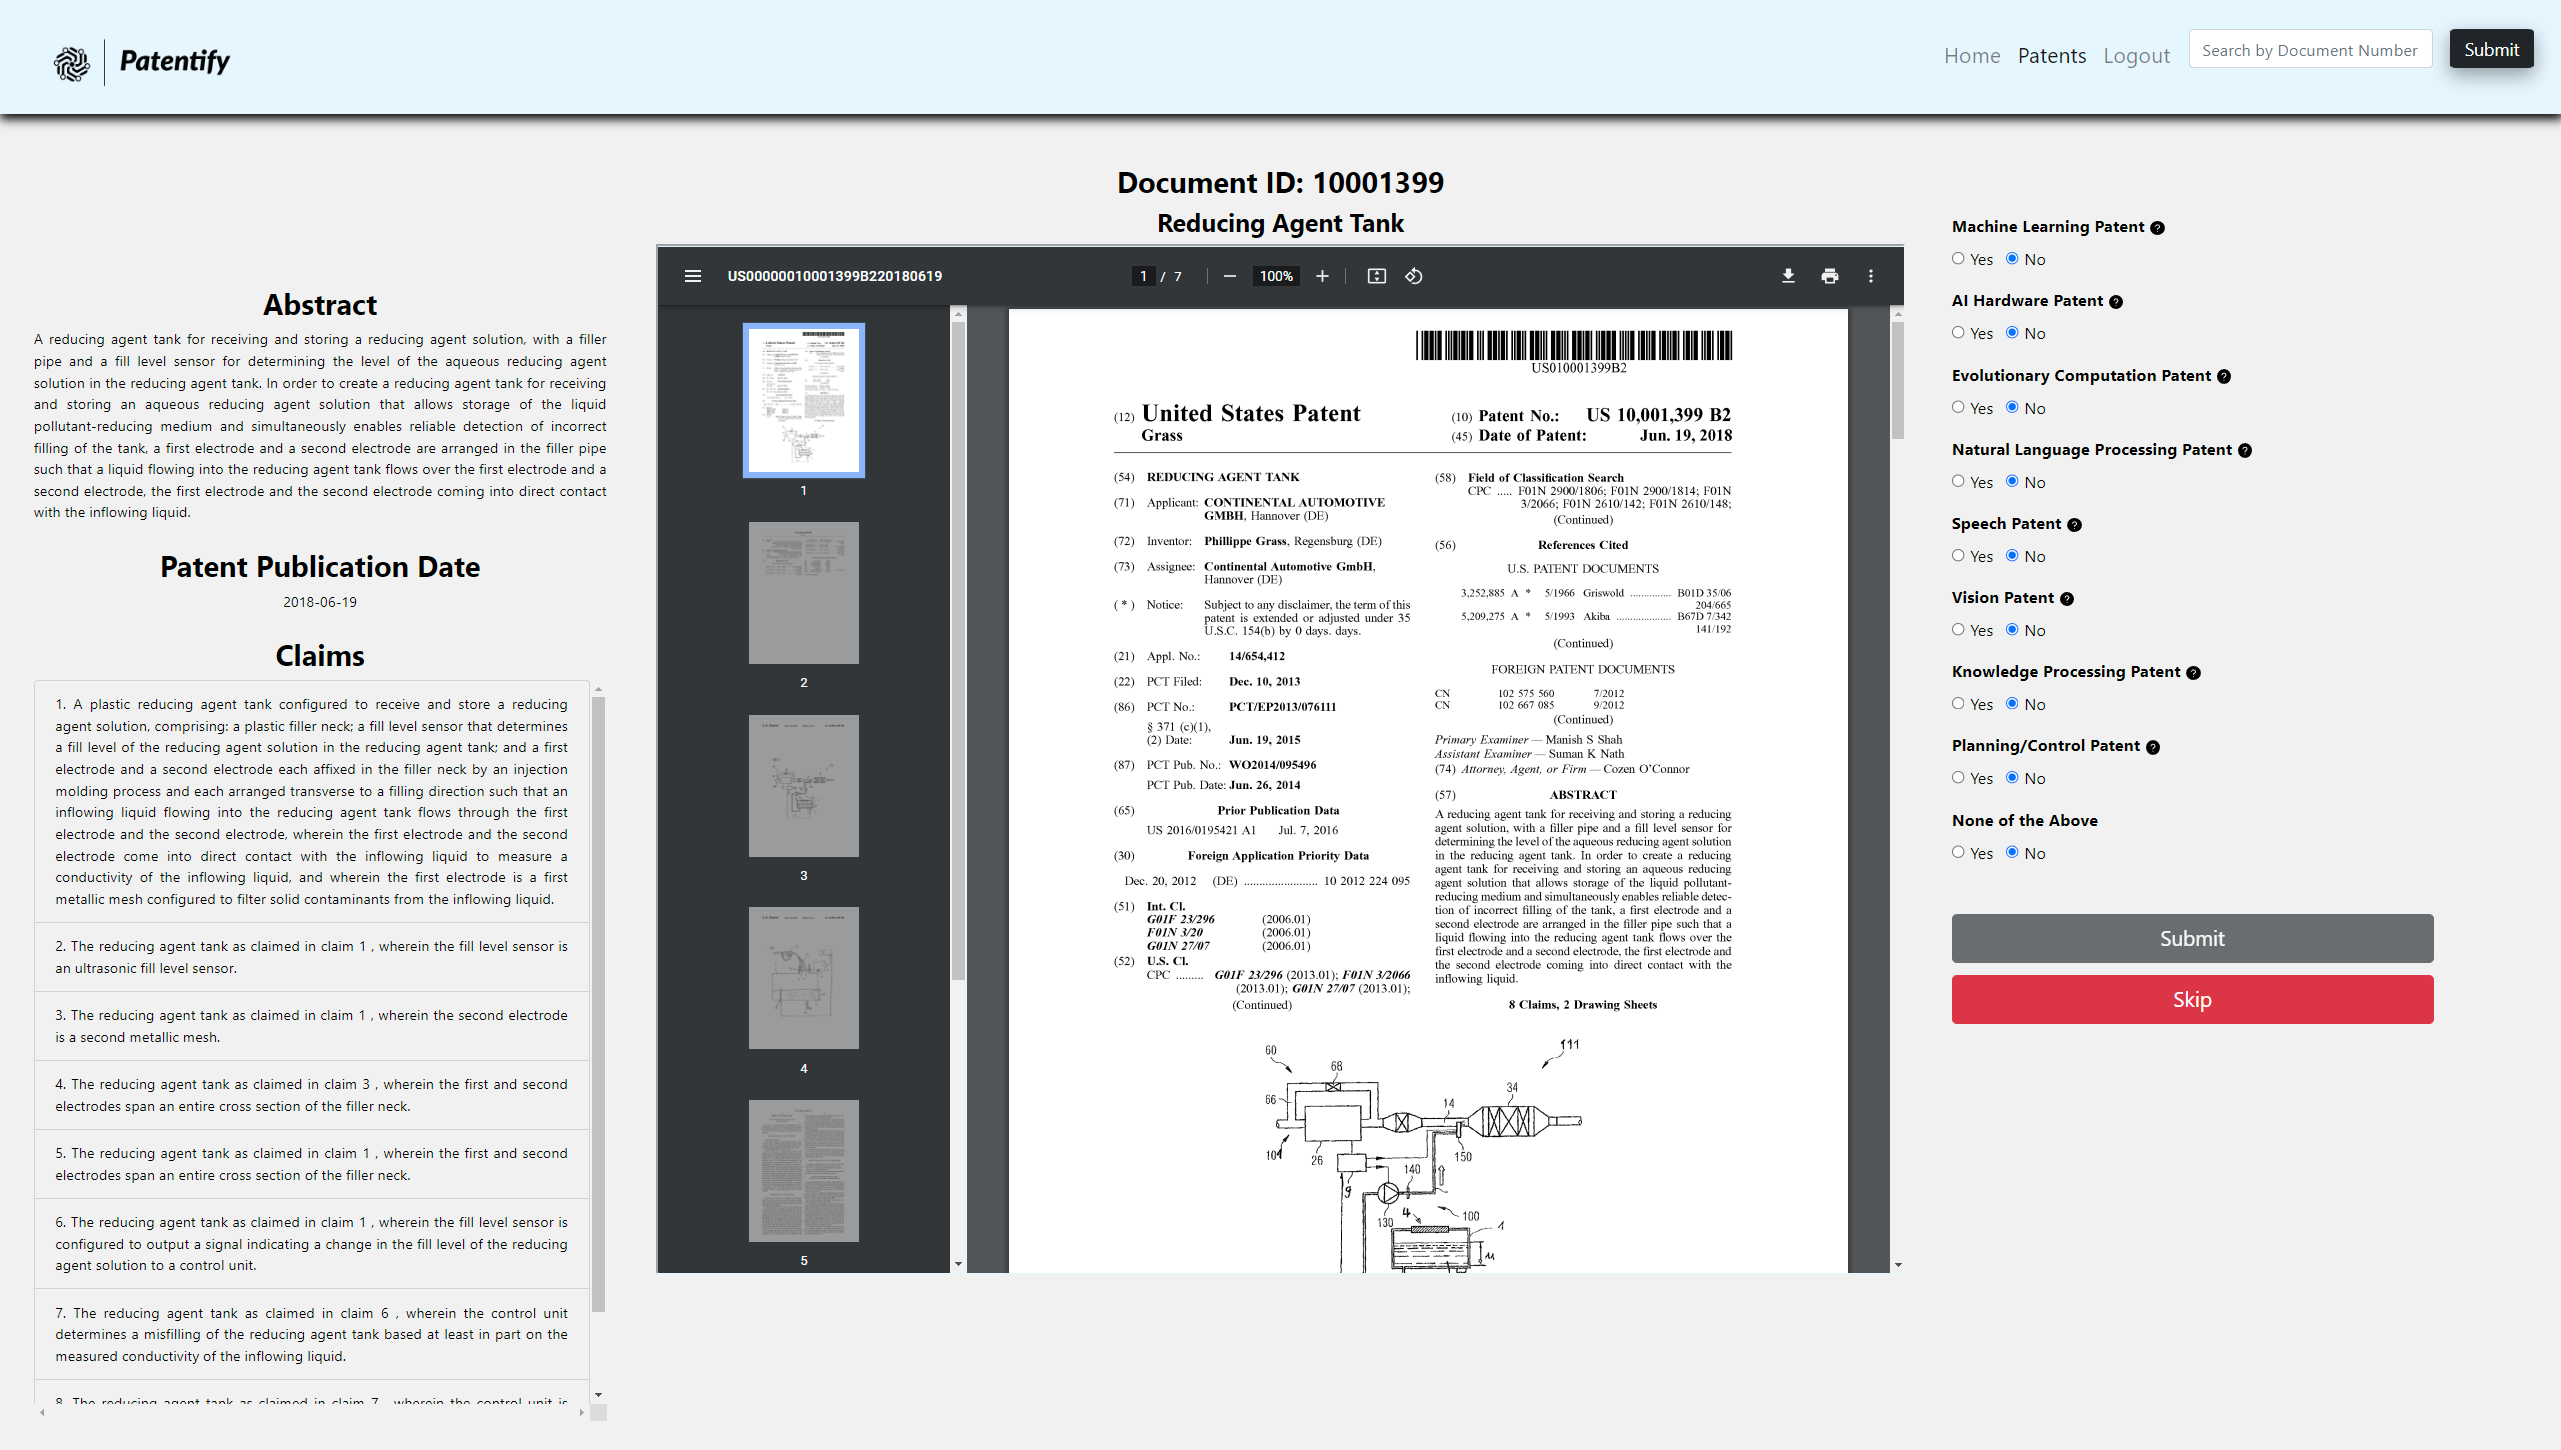 Patentify
Home Patents Logout Search by Document Number Submit
Document ID: 10001399
Reducing Agent Tank
Abstract
A reducing agent tank for receiving and storing a reducing agent solution, with a filler
pipe and a fill level sensor for determining the level of the aqueous reducing agent
solution in the reducing agent tank. In order to create a reducing agent tank for receiving
and storing an aqueous reducing agent solution that allows storage of the liquid
pollutant-reducing medium and simultaneously enables reliable detection of incorrect
filling of the tank, a first electrode and a second electrode are arranged in the filler pipe
such that a liquid flowing into the reducing agent tank flows over the first electrode and a
second electrode, the first electrode and the second electrode coming into direct contact
with the inflowing liquid.
Patent Publication Date
2018-06-19
Claims
1. A plastic reducing agent tank configured to receive and store a reducing
agent solution, comprising: a plastic filler neck; a fill level sensor that determines
a fill level of the reducing agent solution in the reducing agent tank; and a first
electrode and a second electrode each affixed in the filler neck by an injection
molding process and each arranged transverse to a filling direction such that an
inflowing liquid flowing into the reducing agent tank flows through the first
electrode and the second electrode, wherein the first electrode and the second
electrode come into direct contact with the inflowing liquid to measure a
conductivity of the inflowing liquid, and wherein the first electrode is a first
metallic mesh configured to filter solid contaminants from the inflowing liquid.
2. The reducing agent tank as claimed in claim 1 , wherein the fill level sensor is
an ultrasonic fill level sensor.
3. The reducing agent tank as claimed in claim 1 , wherein the second electrode
is a second metallic mesh.
4. The reducing agent tank as claimed in claim 3 , wherein the first and second
electrodes span an entire cross section of the filler neck.
5. The reducing agent tank as claimed in claim 1 , wherein the first and second
electrodes span an entire cross section of the filler neck.
6. The reducing agent tank as claimed in claim 1 , wherein the fill level sensor is
configured to output a signal indicating a change in the fill level of the reducing
agent solution to a control unit.
7. The reducing agent tank as claimed in claim 6 , wherein the control unit
determines a misfilling of the reducing agent tank based at least in part on the
measured conductivity of the inflowing liquid.
8. The reducing agent tank as claimed in claim 7 , wherein the control unit is
US00000010001399B220180619
1 / 7
100%
1
2
3
4
5
US010001399B2
(12) United States Patent
Grass
(10) Patent No.: US 10,001,399 B2
(45) Date of Patent: Jun. 19, 2018
(54) REDUCING AGENT TANK
(71) Applicant: CONTINENTAL AUTOMOTIVE
GMBH, Hannover (DE)
(72) Inventor: Phillippe Grass, Regensburg (DE)
(73) Assignee: Continental Automotive GmbH,
Hannover (DE)
( * ) Notice: Subject to any disclaimer, the term of this
patent is extended or adjusted under 35
U.S.C. 154(b) by 0 days. days.
(21) Appl. No.: 14/654,412
(22) PCT Filed: Dec. 10, 2013
(86) PCT No.: PCT/EP2013/076111
§ 371 (c)(1),
(2) Date: Jun. 19, 2015
(87) PCT Pub. No.: WO2014/095496
PCT Pub. Date: Jun. 26, 2014
(65) Prior Publication Data
US 2016/0195421 A1 Jul. 7, 2016
(30) Foreign Application Priority Data
Dec. 20, 2012 (DE) ........................ 10 2012 224 095
(51) Int. Cl.
G01F 23/296 (2006.01)
F01N 3/20 (2006.01)
G01N 27/07 (2006.01)
(52) U.S. Cl.
CPC ......... G01F 23/296 (2013.01); F01N 3/2066
(2013.01); G01N 27/07 (2013.01);
(Continued)
(58) Field of Classification Search
CPC ..... F01N 2900/1806; F01N 2900/1814; F01N
3/2066; F01N 2610/142; F01N 2610/148;
(Continued)
(56) References Cited
U.S. PATENT DOCUMENTS
3,252,885 A * 5/1966 Griswold ............... B01D 35/06
204/665
5,209,275 A * 5/1993 Akiba .................... B67D 7/342
141/192
(Continued)
FOREIGN PATENT DOCUMENTS
CN 102 575 560 7/2012
CN 102 667 085 9/2012
(Continued)
Primary Examiner — Manish S Shah
Assistant Examiner — Suman K Nath
(74) Attorney, Agent, or Firm — Cozen O'Connor
(57) ABSTRACT
A reducing agent tank for receiving and storing a reducing
agent solution, with a filler pipe and a fill level sensor for
determining the level of the aqueous reducing agent solution
in the reducing agent tank. In order to create a reducing
agent tank for receiving and storing an aqueous reducing
agent solution that allows storage of the liquid pollutant-
reducing medium and simultaneously enables reliable detec-
tion of incorrect filling of the tank, a first electrode and a
second electrode are arranged in the filler pipe such that a
liquid flowing into the reducing agent tank flows over the
first electrode and a second electrode, the first electrode and
the second electrode coming into direct contact with the
inflowing liquid.
8 Claims, 2 Drawing Sheets
60
68
66
104
26
14
34
111
150
140
9
130
4
100
1
Machine Learning Patent
Yes No
AI Hardware Patent
Yes No
Evolutionary Computation Patent
Yes No
Natural Language Processing Patent
Yes No
Speech Patent
Yes No
Vision Patent
Yes No
Knowledge Processing Patent
Yes No
Planning/Control Patent
Yes No
None of the Above
Yes No
Submit
Skip